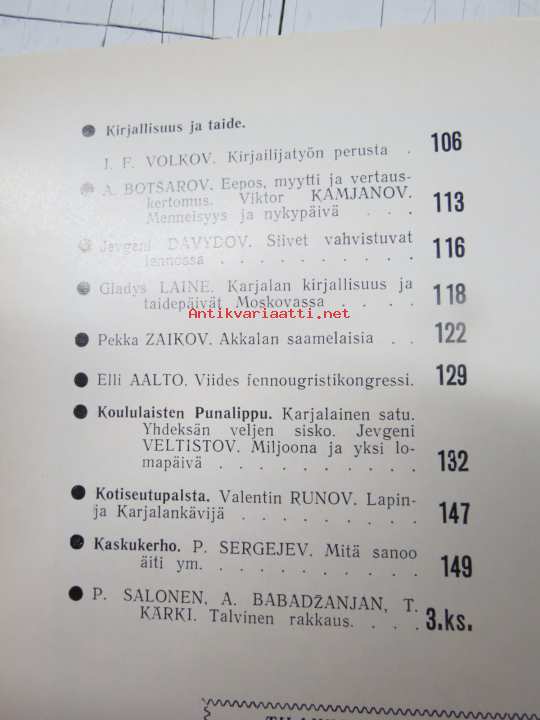 ● Kirjallisuus ja taide.
I. F. VOLKOV. Kirjailijatyön perusta . 106
● A. BOTŠAROV. Eepos, myytti ja vertaus-
kertomus. Viktor KAMJANOV.
Menneisyys ja nykypäivä . . . 113
● Jevgeni DAVYDOV. Siivet vahvistuvat
lennossa . . . . . . . . . . 116
● Gladys LAINE. Karjalan kirjallisuus ja
taidepäivät Moskovassa . . . . 118
Antikvariaatti.net
● Pekka ZAIKOV. Akkalan saamelaisia . . 122
● Elli AALTO. Viides fennougristikongressi. 129
● Koululaisten Punalippu. Karjalainen satu.
Yhdeksän veljen sisko. Jevgeni
VELTISTOV. Miljoona ja yksi lo-
mapäivä . . . . . . . . . . 132
● Kotiseutupalsta. Valentin RUNOV. Lapin-
ja Karjalankävijä . . . . . . . . . 147
● Kaskukerho. P. SERGEJEV. Mitä sanoo
äiti ym. . . . . . . . . . . 149
● P. SALONEN, A. BABADŽANJAN, T.
KÄRKI. Talvinen rakkaus. . . . 3.ks.